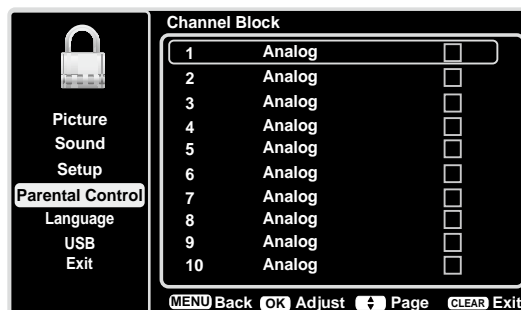 Channel Block
Picture
Sound
Setup
Parental Control
Language
USB
Exit
1 Analog
2 Analog
3 Analog
4 Analog
5 Analog
6 Analog
7 Analog
8 Analog
9 Analog
10 Analog
MENU Back OK Adjust Page CLEAR Exit